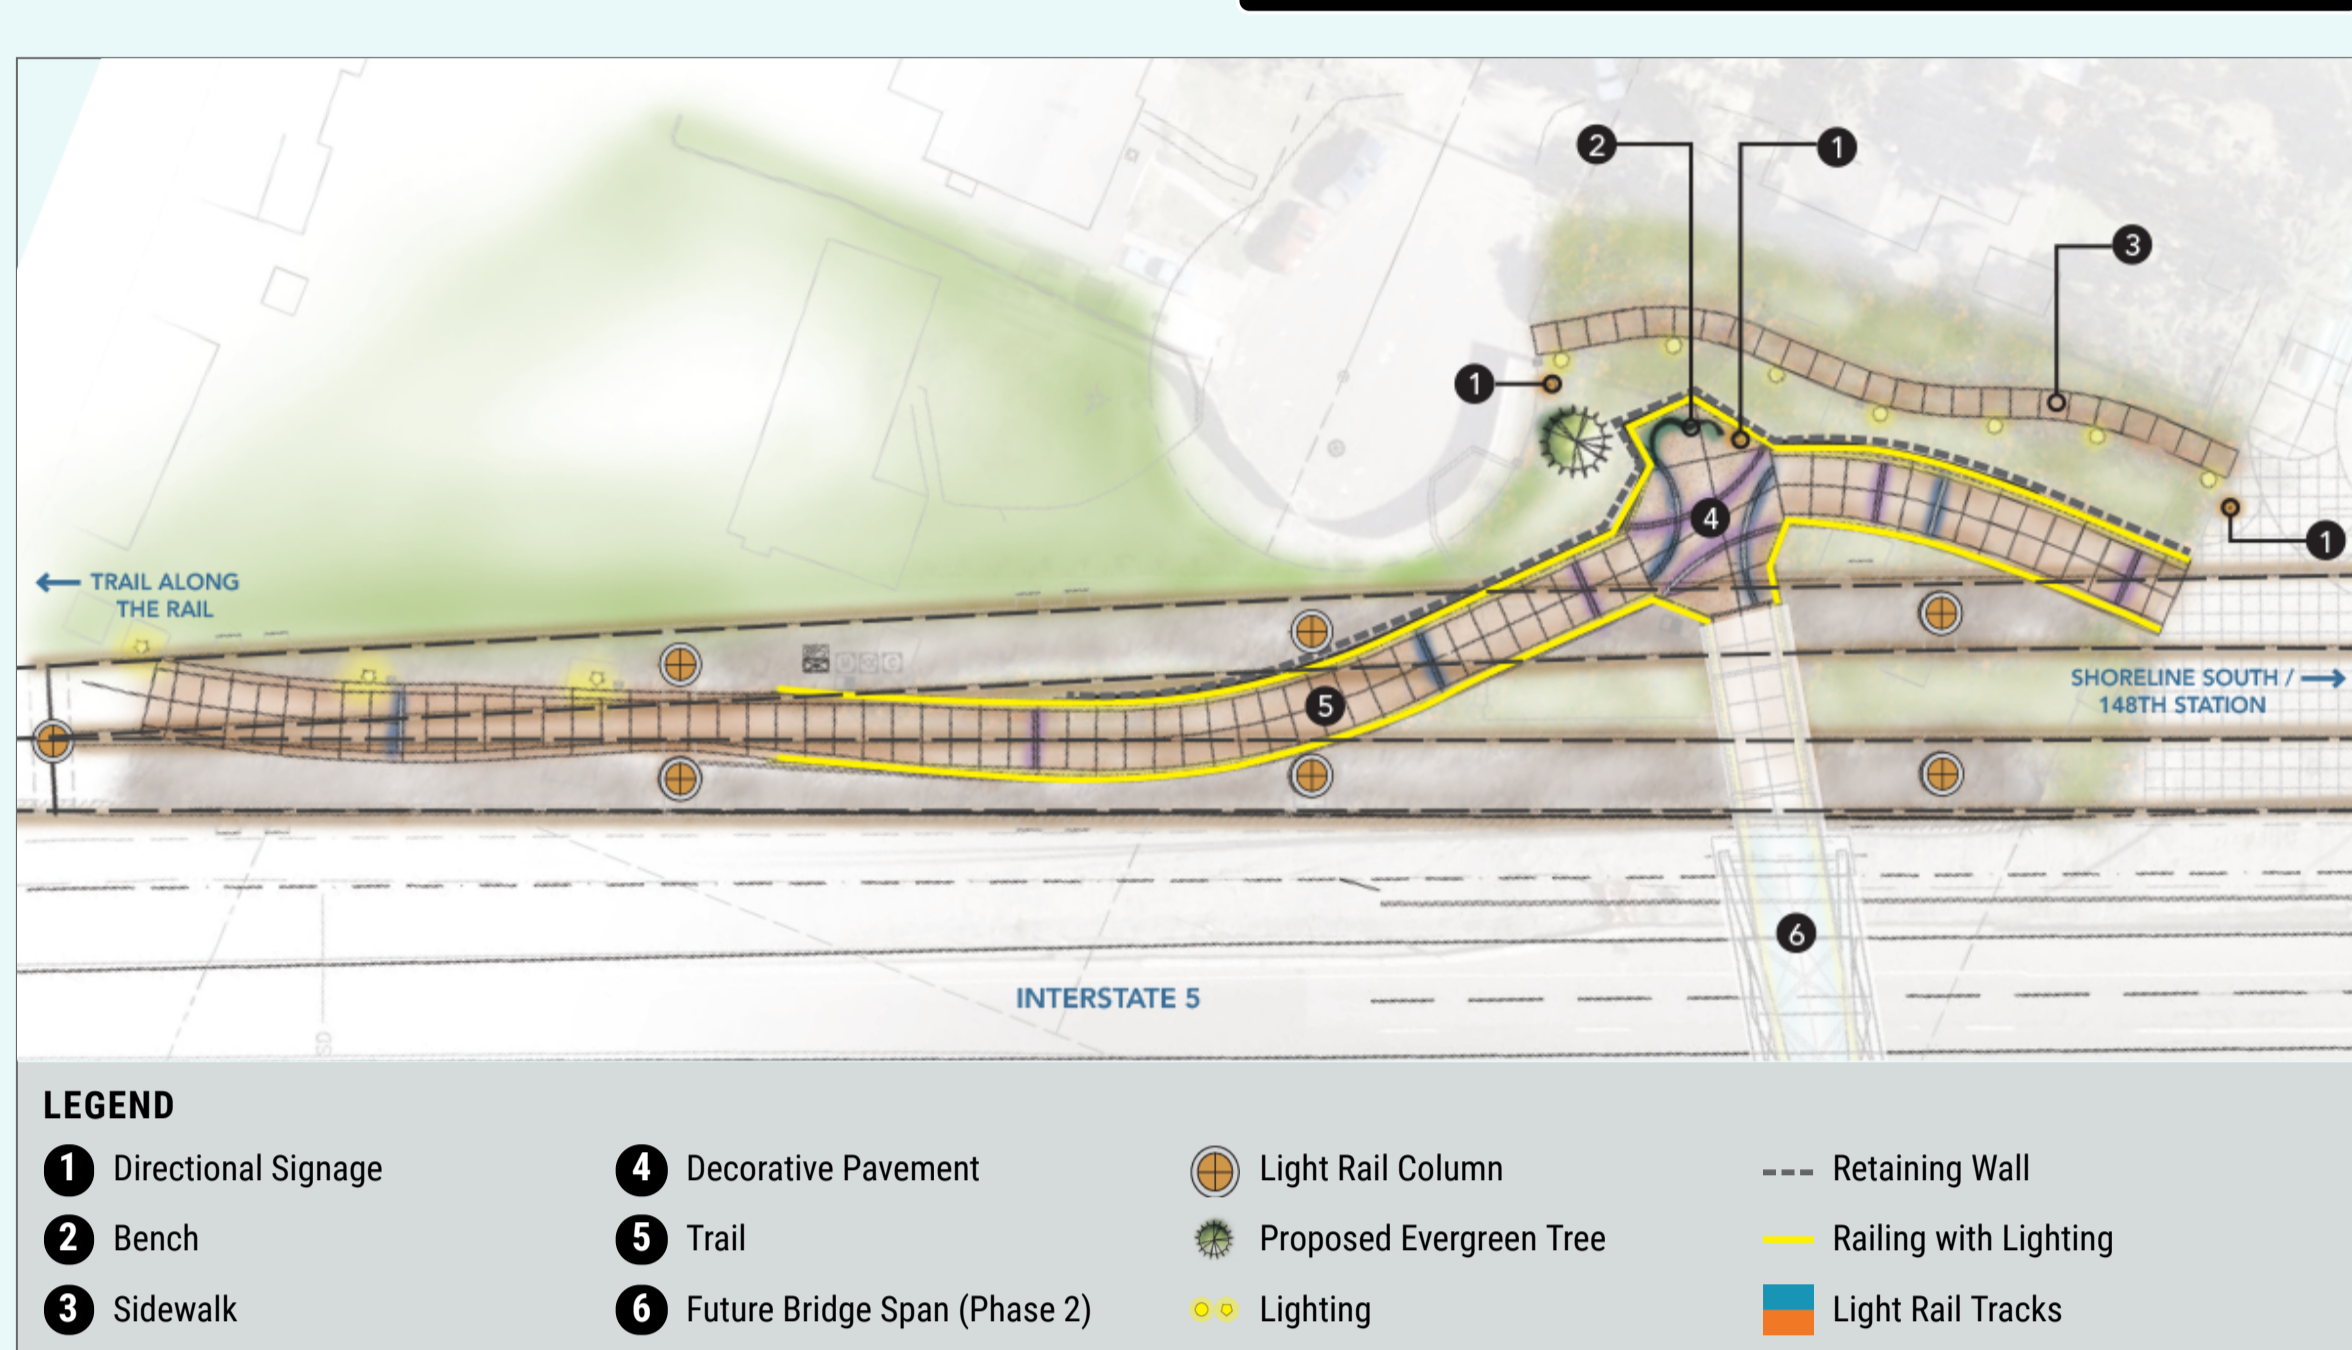 2
1
3
1
4
1
← TRAIL ALONG
THE RAIL
5
SHORELINE SOUTH / →
148TH STATION
6
INTERSTATE 5
SD
LEGEND
1 Directional Signage
2 Bench
3 Sidewalk
4 Decorative Pavement
5 Trail
6 Future Bridge Span (Phase 2)
Light Rail Column
Proposed Evergreen Tree
Lighting
Retaining Wall
Railing with Lighting
Light Rail Tracks